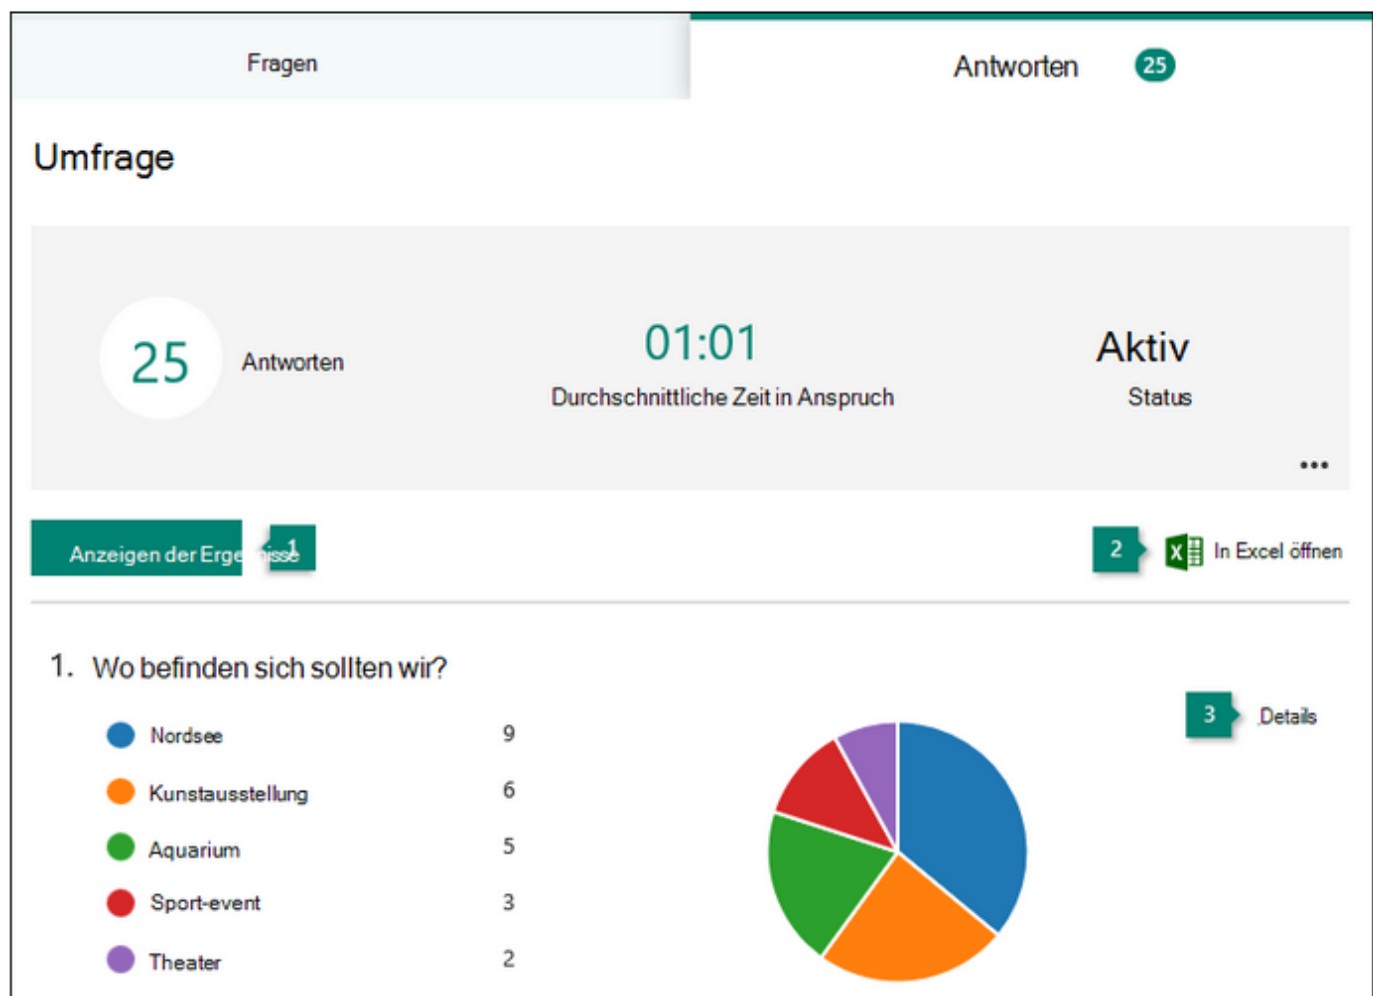 Fragen
Antworten 25
Umfrage
25 Antworten
01:01
Durchschnittliche Zeit in Anspruch
Aktiv
Status
Anzeigen der Ergebnisse 1
2 In Excel öffnen
1. Wo befinden sich sollten wir?
3 Details
Nordsee 9
Kunstausstellung 6
Aquarium 5
Sport-event 3
Theater 2